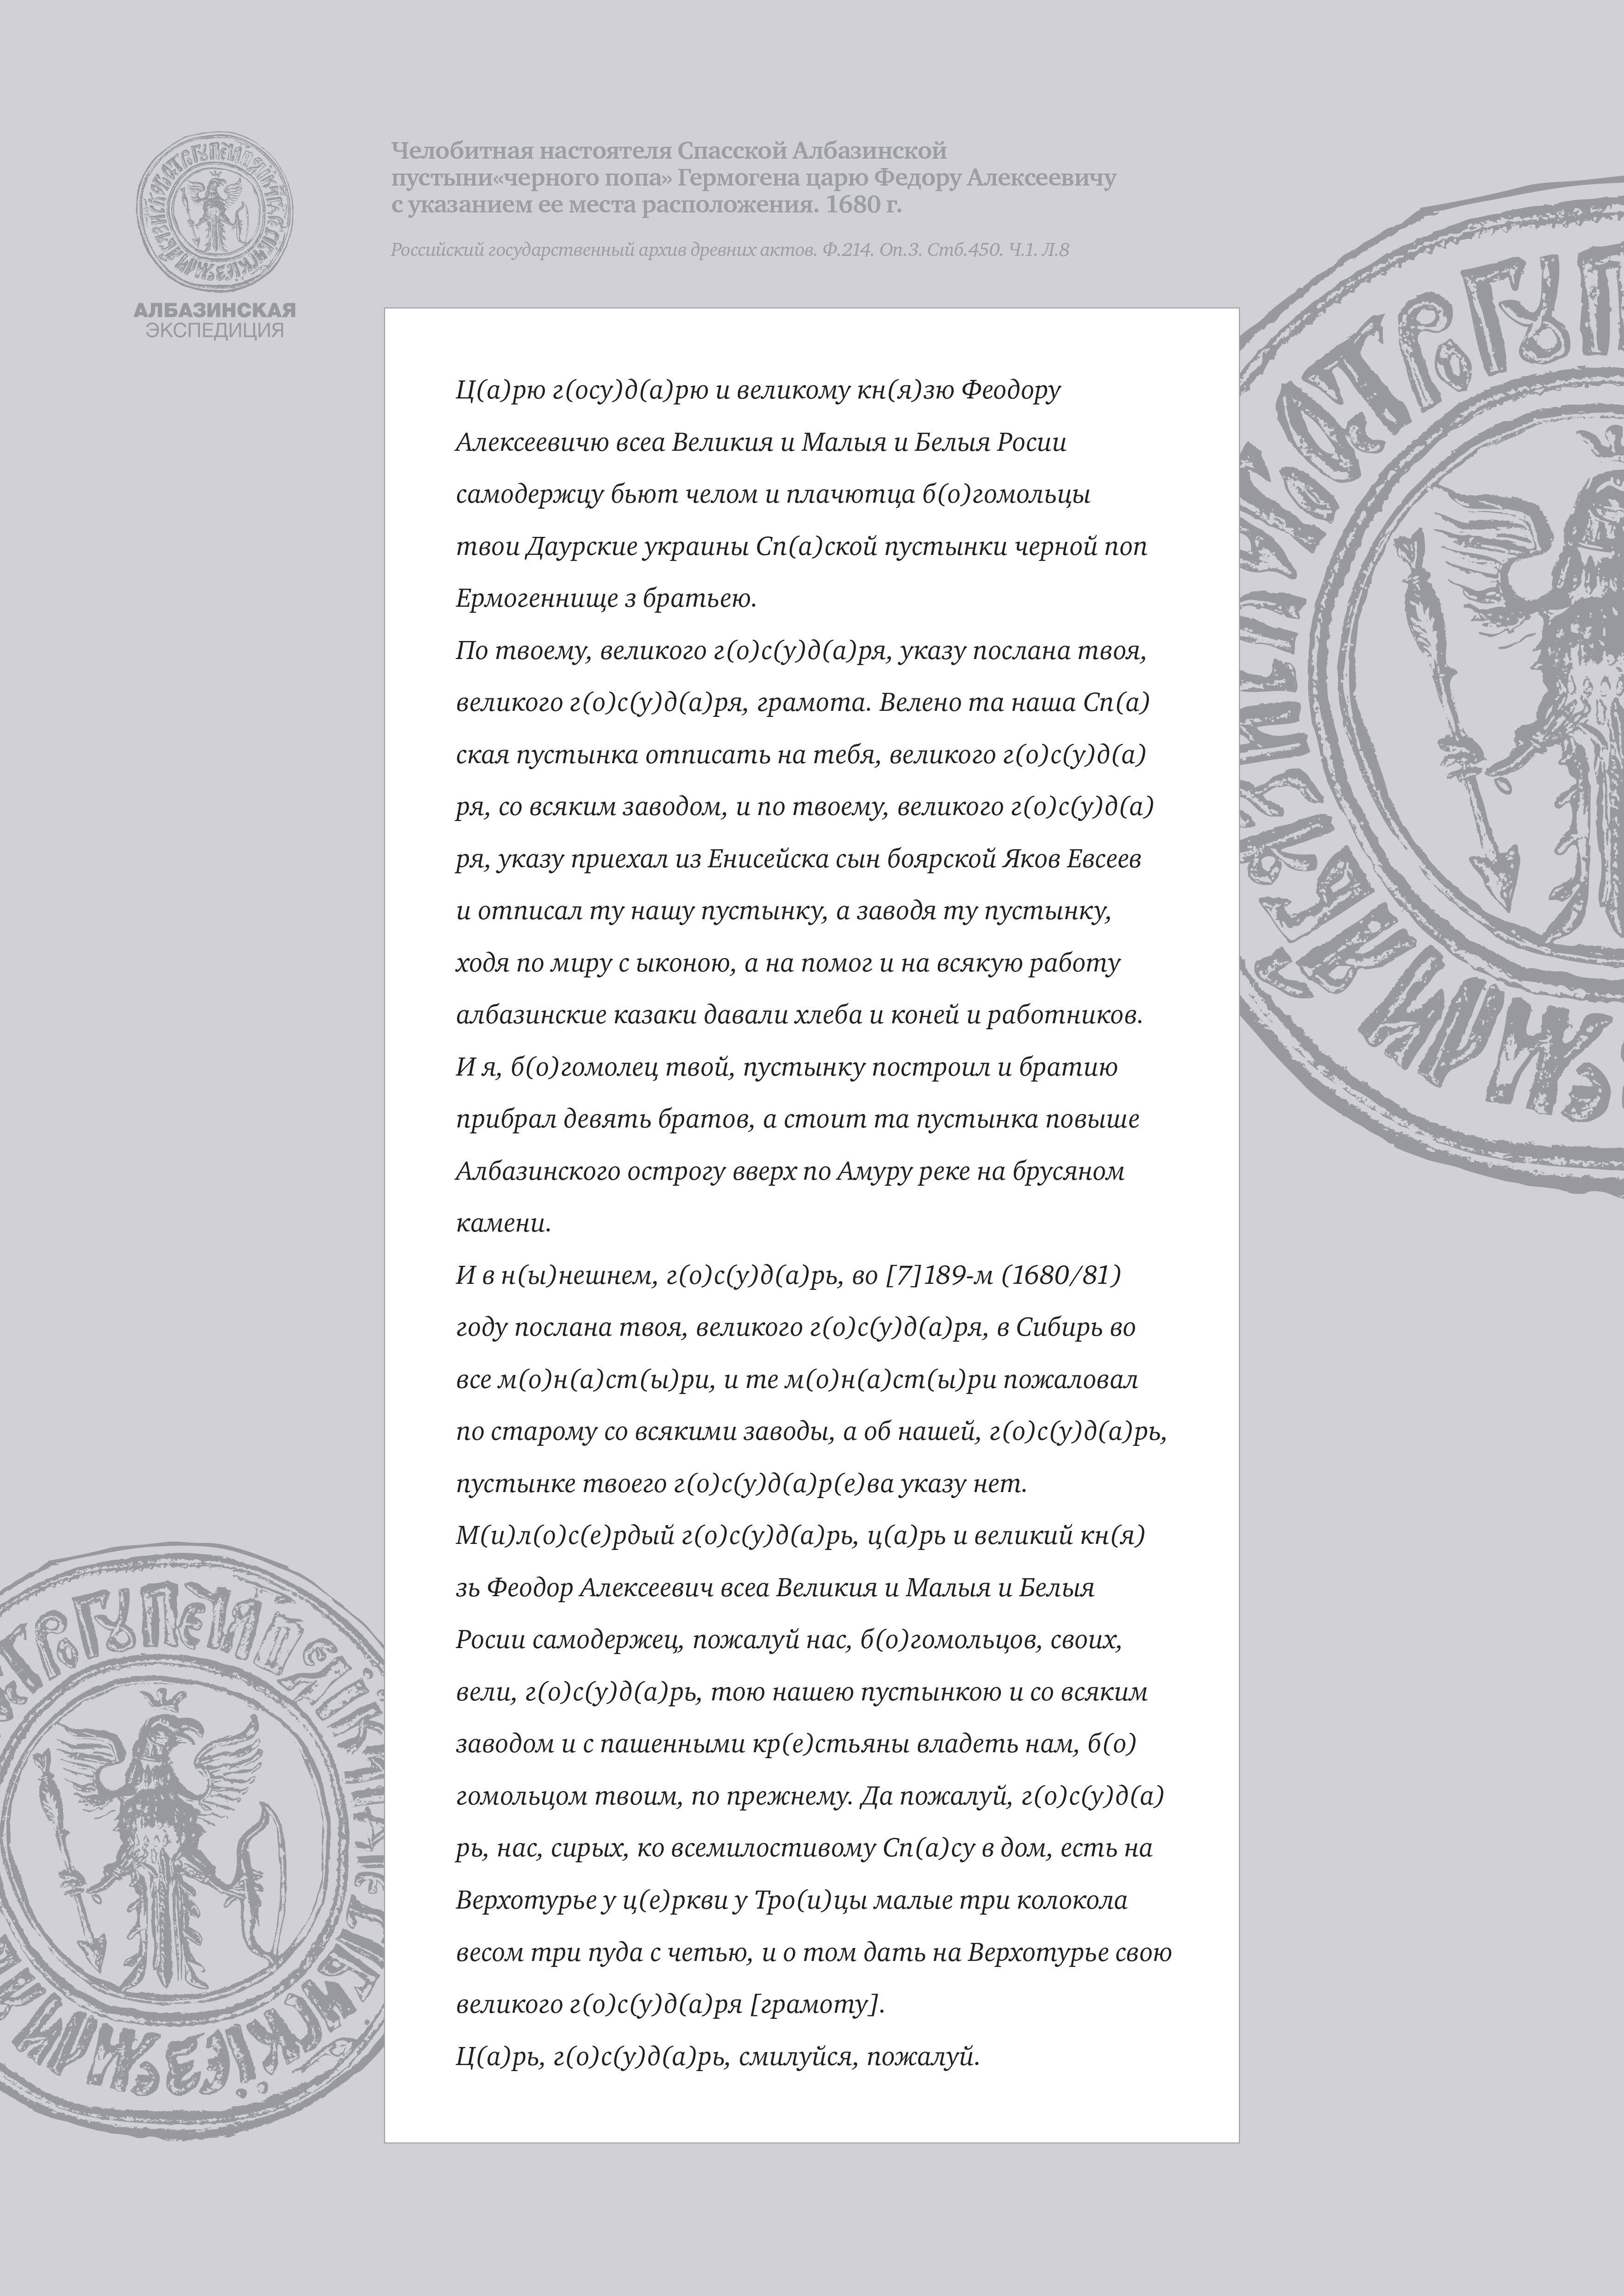 Челобитная настоятеля Спасской Албазинской
пустыни«черного попа» Гермогена царю Федору Алексеевичу
с указанием ее места расположения. 1680 г.
Российский государственный архив древних актов. Ф.214. Оп.3. Стб.450. Ч.1. Л.8
АЛБАЗИНСКАЯ
ЭКСПЕДИЦИЯ
Ц(а)рю г(осу)д(а)рю и великому кн(я)зю Феодору
Алексеевичю всеа Великия и Малыя и Белыя Росии
самодержцу бьют челом и плачютца б(о)гомольцы
твои Даурские украины Сп(а)ской пустынки черной поп
Ермогеннище з братьею.
По твоему, великого г(о)с(у)д(а)ря, указу послана твоя,
великого г(о)с(у)д(а)ря, грамота. Велено та наша Сп(а)
ская пустынка отписать на тебя, великого г(о)с(у)д(а)
ря, со всяким заводом, и по твоему, великого г(о)с(у)д(а)
ря, указу приехал из Енисейска сын боярской Яков Евсеев
и отписал ту нашу пустынку, а заводя ту пустынку,
ходя по миру с ыконою, а на помог и на всякую работу
албазинские казаки давали хлеба и коней и работников.
И я, б(о)гомолец твой, пустынку построил и братию
прибрал девять братов, а стоит та пустынка повыше
Албазинского острогу вверх по Амуру реке на брусяном
камени.
И в н(ы)нешнем, г(о)с(у)д(а)рь, во [7]189-м (1680/81)
году послана твоя, великого г(о)с(у)д(а)ря, в Сибирь во
все м(о)н(а)ст(ы)ри, и те м(о)н(а)ст(ы)ри пожаловал
по старому со всякими заводы, а об нашей, г(о)с(у)д(а)рь,
пустынке твоего г(о)с(у)д(а)р(е)ва указу нет.
М(и)л(о)с(е)рдый г(о)с(у)д(а)рь, ц(а)рь и великий кн(я)
зь Феодор Алексеевич всеа Великия и Малыя и Белыя
Росии самодержец, пожалуй нас, б(о)гомольцов, своих,
вели, г(о)с(у)д(а)рь, тою нашею пустынкою и со всяким
заводом и с пашенными кр(е)стьяны владеть нам, б(о)
гомольцом твоим, по прежнему. Да пожалуй, г(о)с(у)д(а)
рь, нас, сирых, ко всемилостивому Сп(а)су в дом, есть на
Верхотурье у ц(е)ркви у Тро(и)цы малые три колокола
весом три пуда с четью, и о том дать на Верхотурье свою
великого г(о)с(у)д(а)ря [грамоту].
Ц(а)рь, г(о)с(у)д(а)рь, смилуйся, пожалуй.